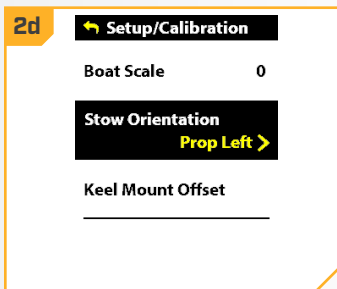 2d
Setup/Calibration
Boat Scale 0
Stow Orientation
Prop Left >
Keel Mount Offset